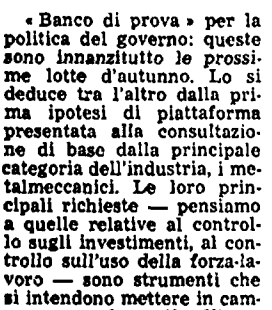 « Banco di prova » per la
politica del governo: queste
sono innanzitutto le prossi-
me lotte d'autunno. Lo si
deduce tra l'altro dalla pri-
ma ipotesi di piattaforma
presentata alla consultazio-
ne di base dalla principale
categoria dell'industria, i me-
talmeccanici. Le loro prin-
cipali richieste — pensiamo
a quelle relative al control-
lo sugli investimenti, al con-
trollo sull'uso della forza-la-
voro — sono strumenti che
si intendono mettere in cam-